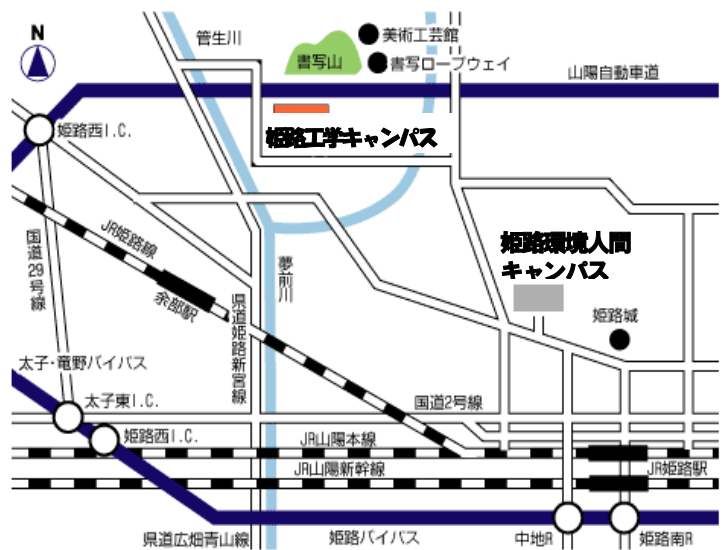 N
管生川
美術工芸館
書写山
書写ロープウェイ
山陽自動車道
姫路西I.C.
姫路工学キャンパス
JR姫路線
国道29号線
余部駅
夢前川
県道姫路新宮線
姫路環境人間
キャンパス
姫路城
太子・竜野バイパス
太子東I.C.
国道2号線
姫路西I.C.
JR山陽本線
JR山陽新幹線
JR姫路駅
県道広畑青山線
姫路バイパス
中地R
姫路南R